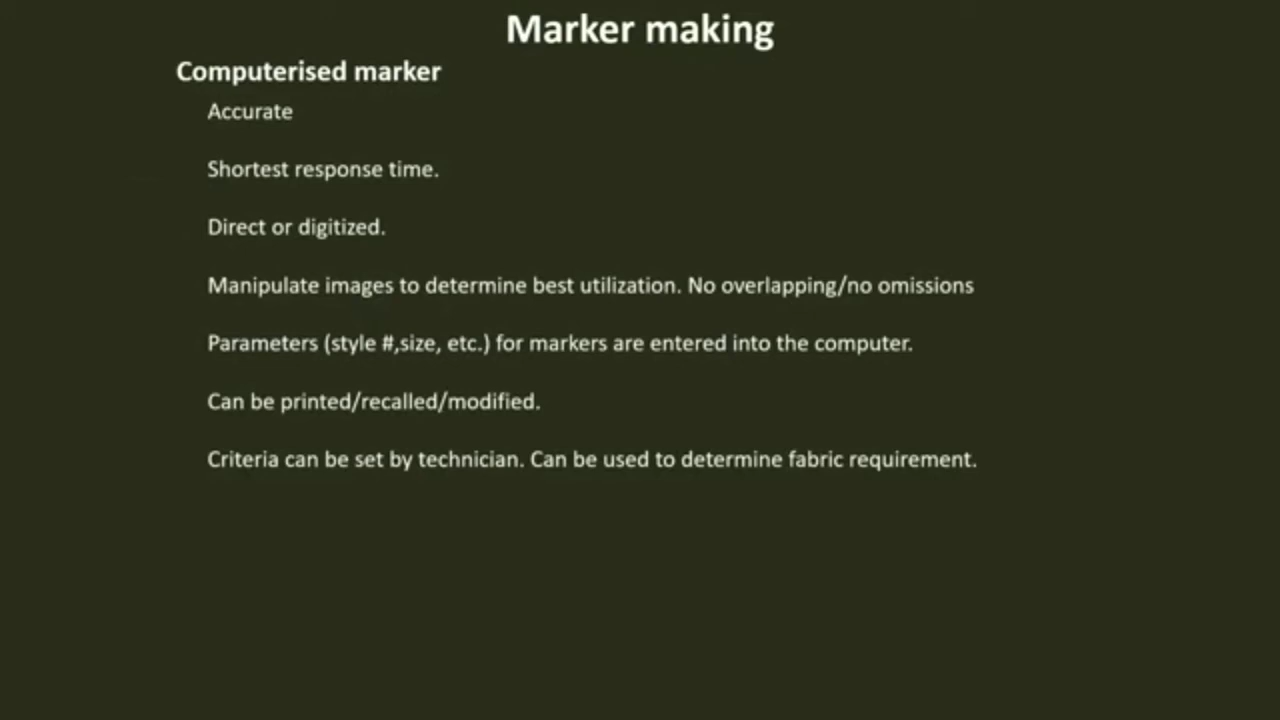 Marker making
Computerised marker
Accurate
Shortest response time.
Direct or digitized.
Manipulate images to determine best utilization. No overlapping/no omissions
Parameters (style #,size, etc.) for markers are entered into the computer.
Can be printed/recalled/modified.
Criteria can be set by technician. Can be used to determine fabric requirement.